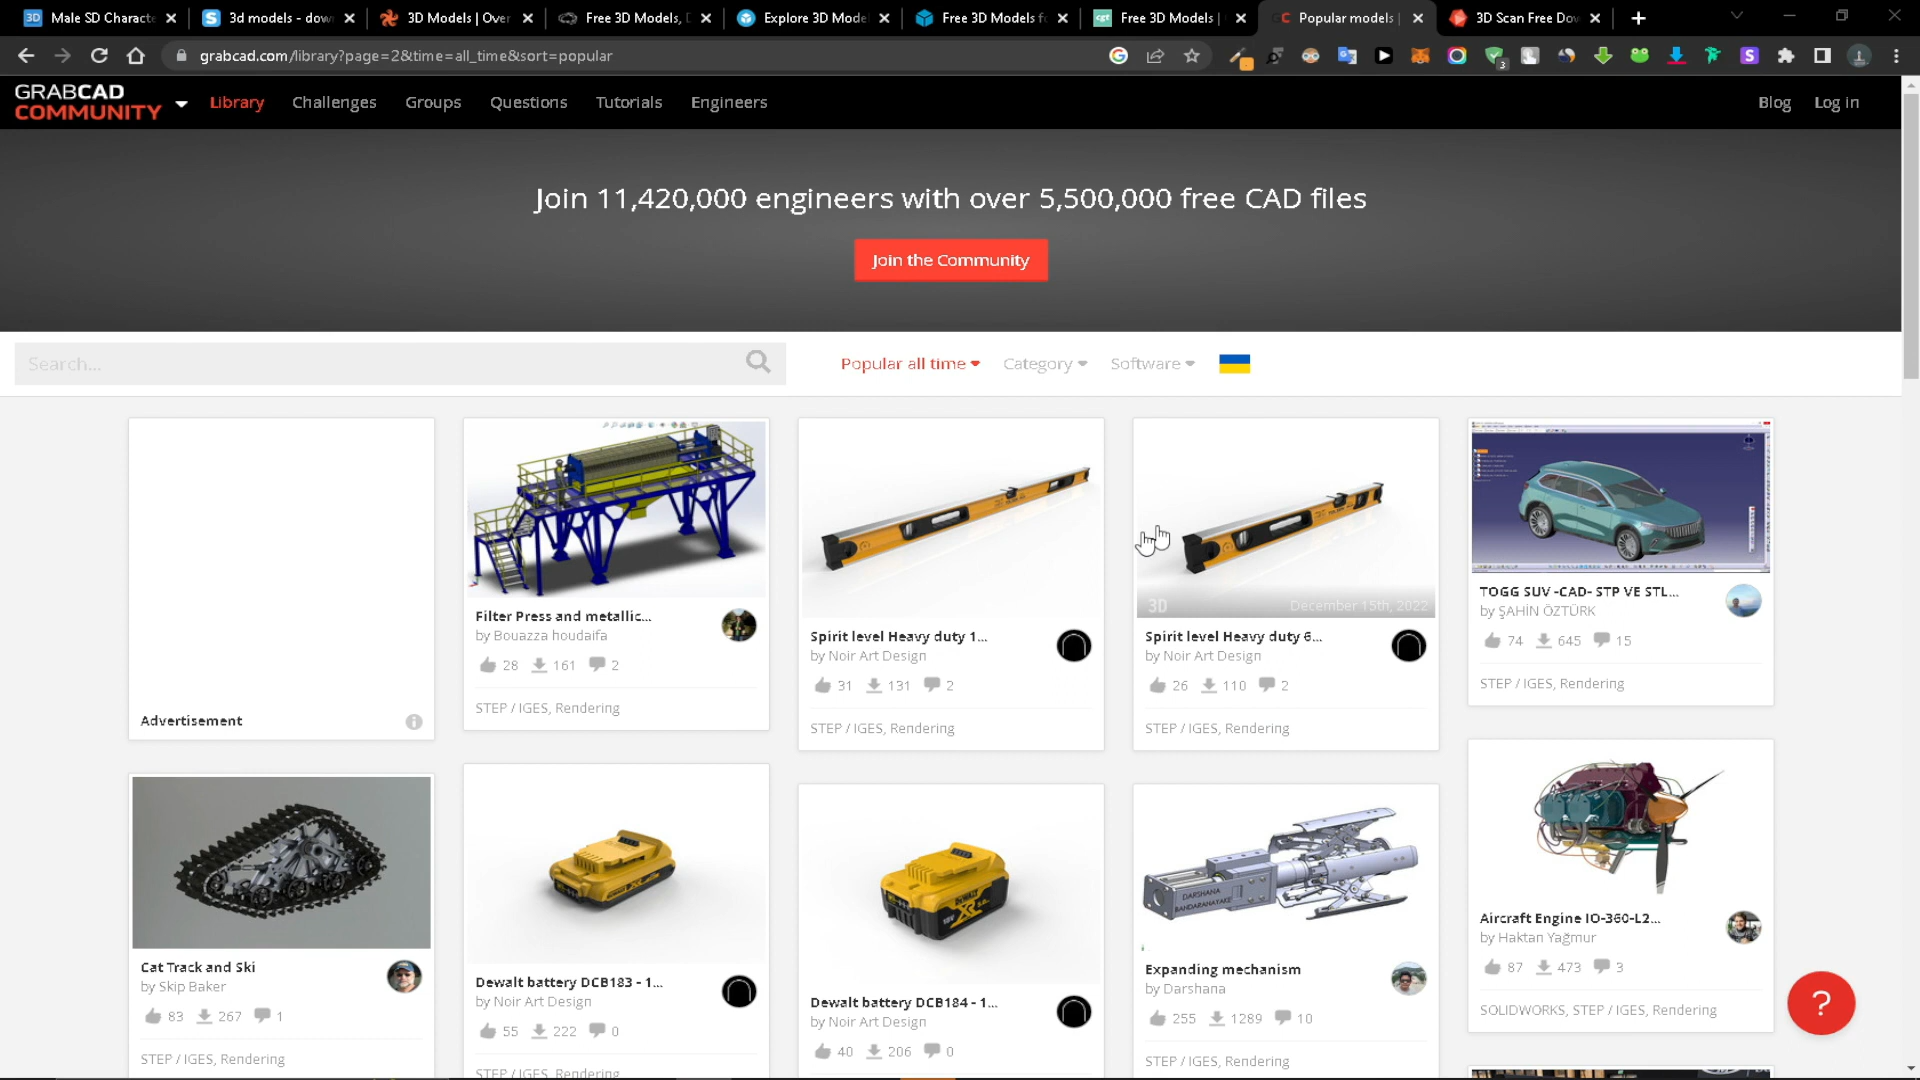 Male SD Characte
3d models - dow
3D Models | Over
Free 3D Models, D
Explore 3D Mode
Free 3D Models f
Free 3D Models |
Popular models |
3D Scan Free Dow
grabcad.com/library?page=2&time=all_time&sort=popular
GRABCAD
COMMUNITY
Library
Challenges
Groups
Questions
Tutorials
Engineers
Blog
Log in
Join 11,420,000 engineers with over 5,500,000 free CAD files
Join the Community
Search...
Popular all time
Category
Software
Advertisement
Filter Press and metallic...
by Bouazza houdaifa
28 161 2
STEP / IGES, Rendering
Spirit level Heavy duty 1...
by Noir Art Design
31 131 2
STEP / IGES, Rendering
3D
December 15th, 2022
Spirit level Heavy duty 6...
by Noir Art Design
26 110 2
STEP / IGES, Rendering
TOGG SUV -CAD- STP VE STL...
by ŞAHİN ÖZTÜRK
74 645 15
STEP / IGES, Rendering
Cat Track and Ski
by Skip Baker
83 267 1
STEP / IGES, Rendering
Dewalt battery DCB183 - 1...
by Noir Art Design
55 222 0
STEP / IGES, Rendering
Dewalt battery DCB184 - 1...
by Noir Art Design
40 206 0
DARSHANA
BANDARANAYAKE
Expanding mechanism
by Darshana
255 1289 10
STEP / IGES, Rendering
Aircraft Engine IO-360-L2...
by Haktan Yağmur
87 473 3
SOLIDWORKS, STEP / IGES, Rendering
?